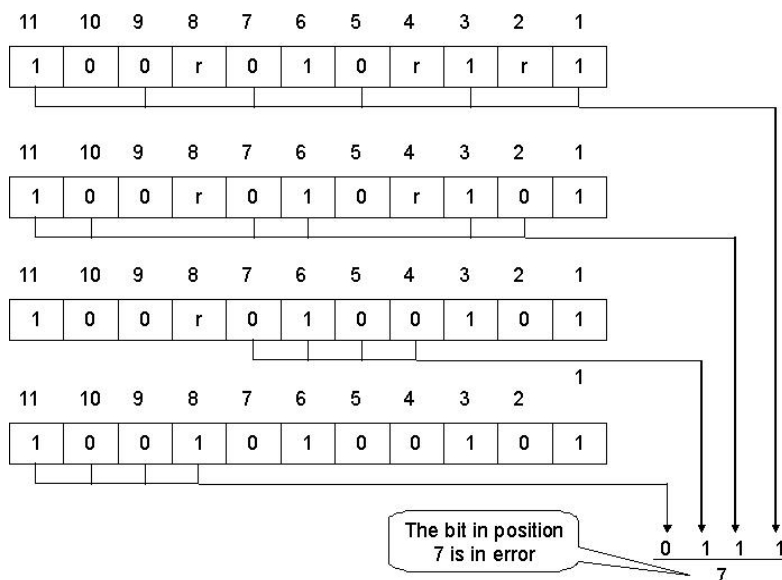 11 10 9 8 7 6 5 4 3 2 1
1 0 0 r 0 1 0 r 1 r 1
11 10 9 8 7 6 5 4 3 2 1
1 0 0 r 0 1 0 r 1 0 1
11 10 9 8 7 6 5 4 3 2 1
1 0 0 r 0 1 0 0 1 0 1
1
11 10 9 8 7 6 5 4 3 2
1 0 0 1 0 1 0 0 1 0 1
The bit in position
7 is in error
0 1 1 1
7